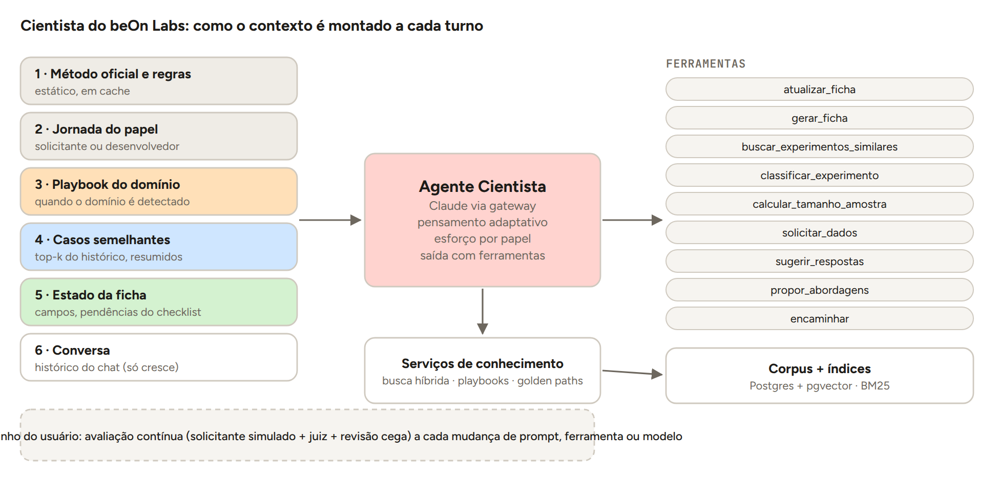 Cientista do beOn Labs: como o contexto é montado a cada turno
1 · Método oficial e regras
estático, em cache
2 · Jornada do papel
solicitante ou desenvolvedor
3 · Playbook do domínio
quando o domínio é detectado
4 · Casos semelhantes
top-k do histórico, resumidos
5 · Estado da ficha
campos, pendências do checklist
6 · Conversa
histórico do chat (só cresce)
Agente Cientista
Claude via gateway
pensamento adaptativo
esforço por papel
saída com ferramentas
Serviços de conhecimento
busca híbrida · playbooks · golden paths
FERRAMENTAS
atualizar_ficha
gerar_ficha
buscar_experimentos_similares
classificar_experimento
calcular_tamanho_amostra
solicitar_dados
sugerir_respostas
propor_abordagens
encaminhar
Corpus + índices
Postgres + pgvector · BM25
nho do usuário: avaliação contínua (solicitante simulado + juiz + revisão cega) a cada mudança de prompt, ferramenta ou modelo